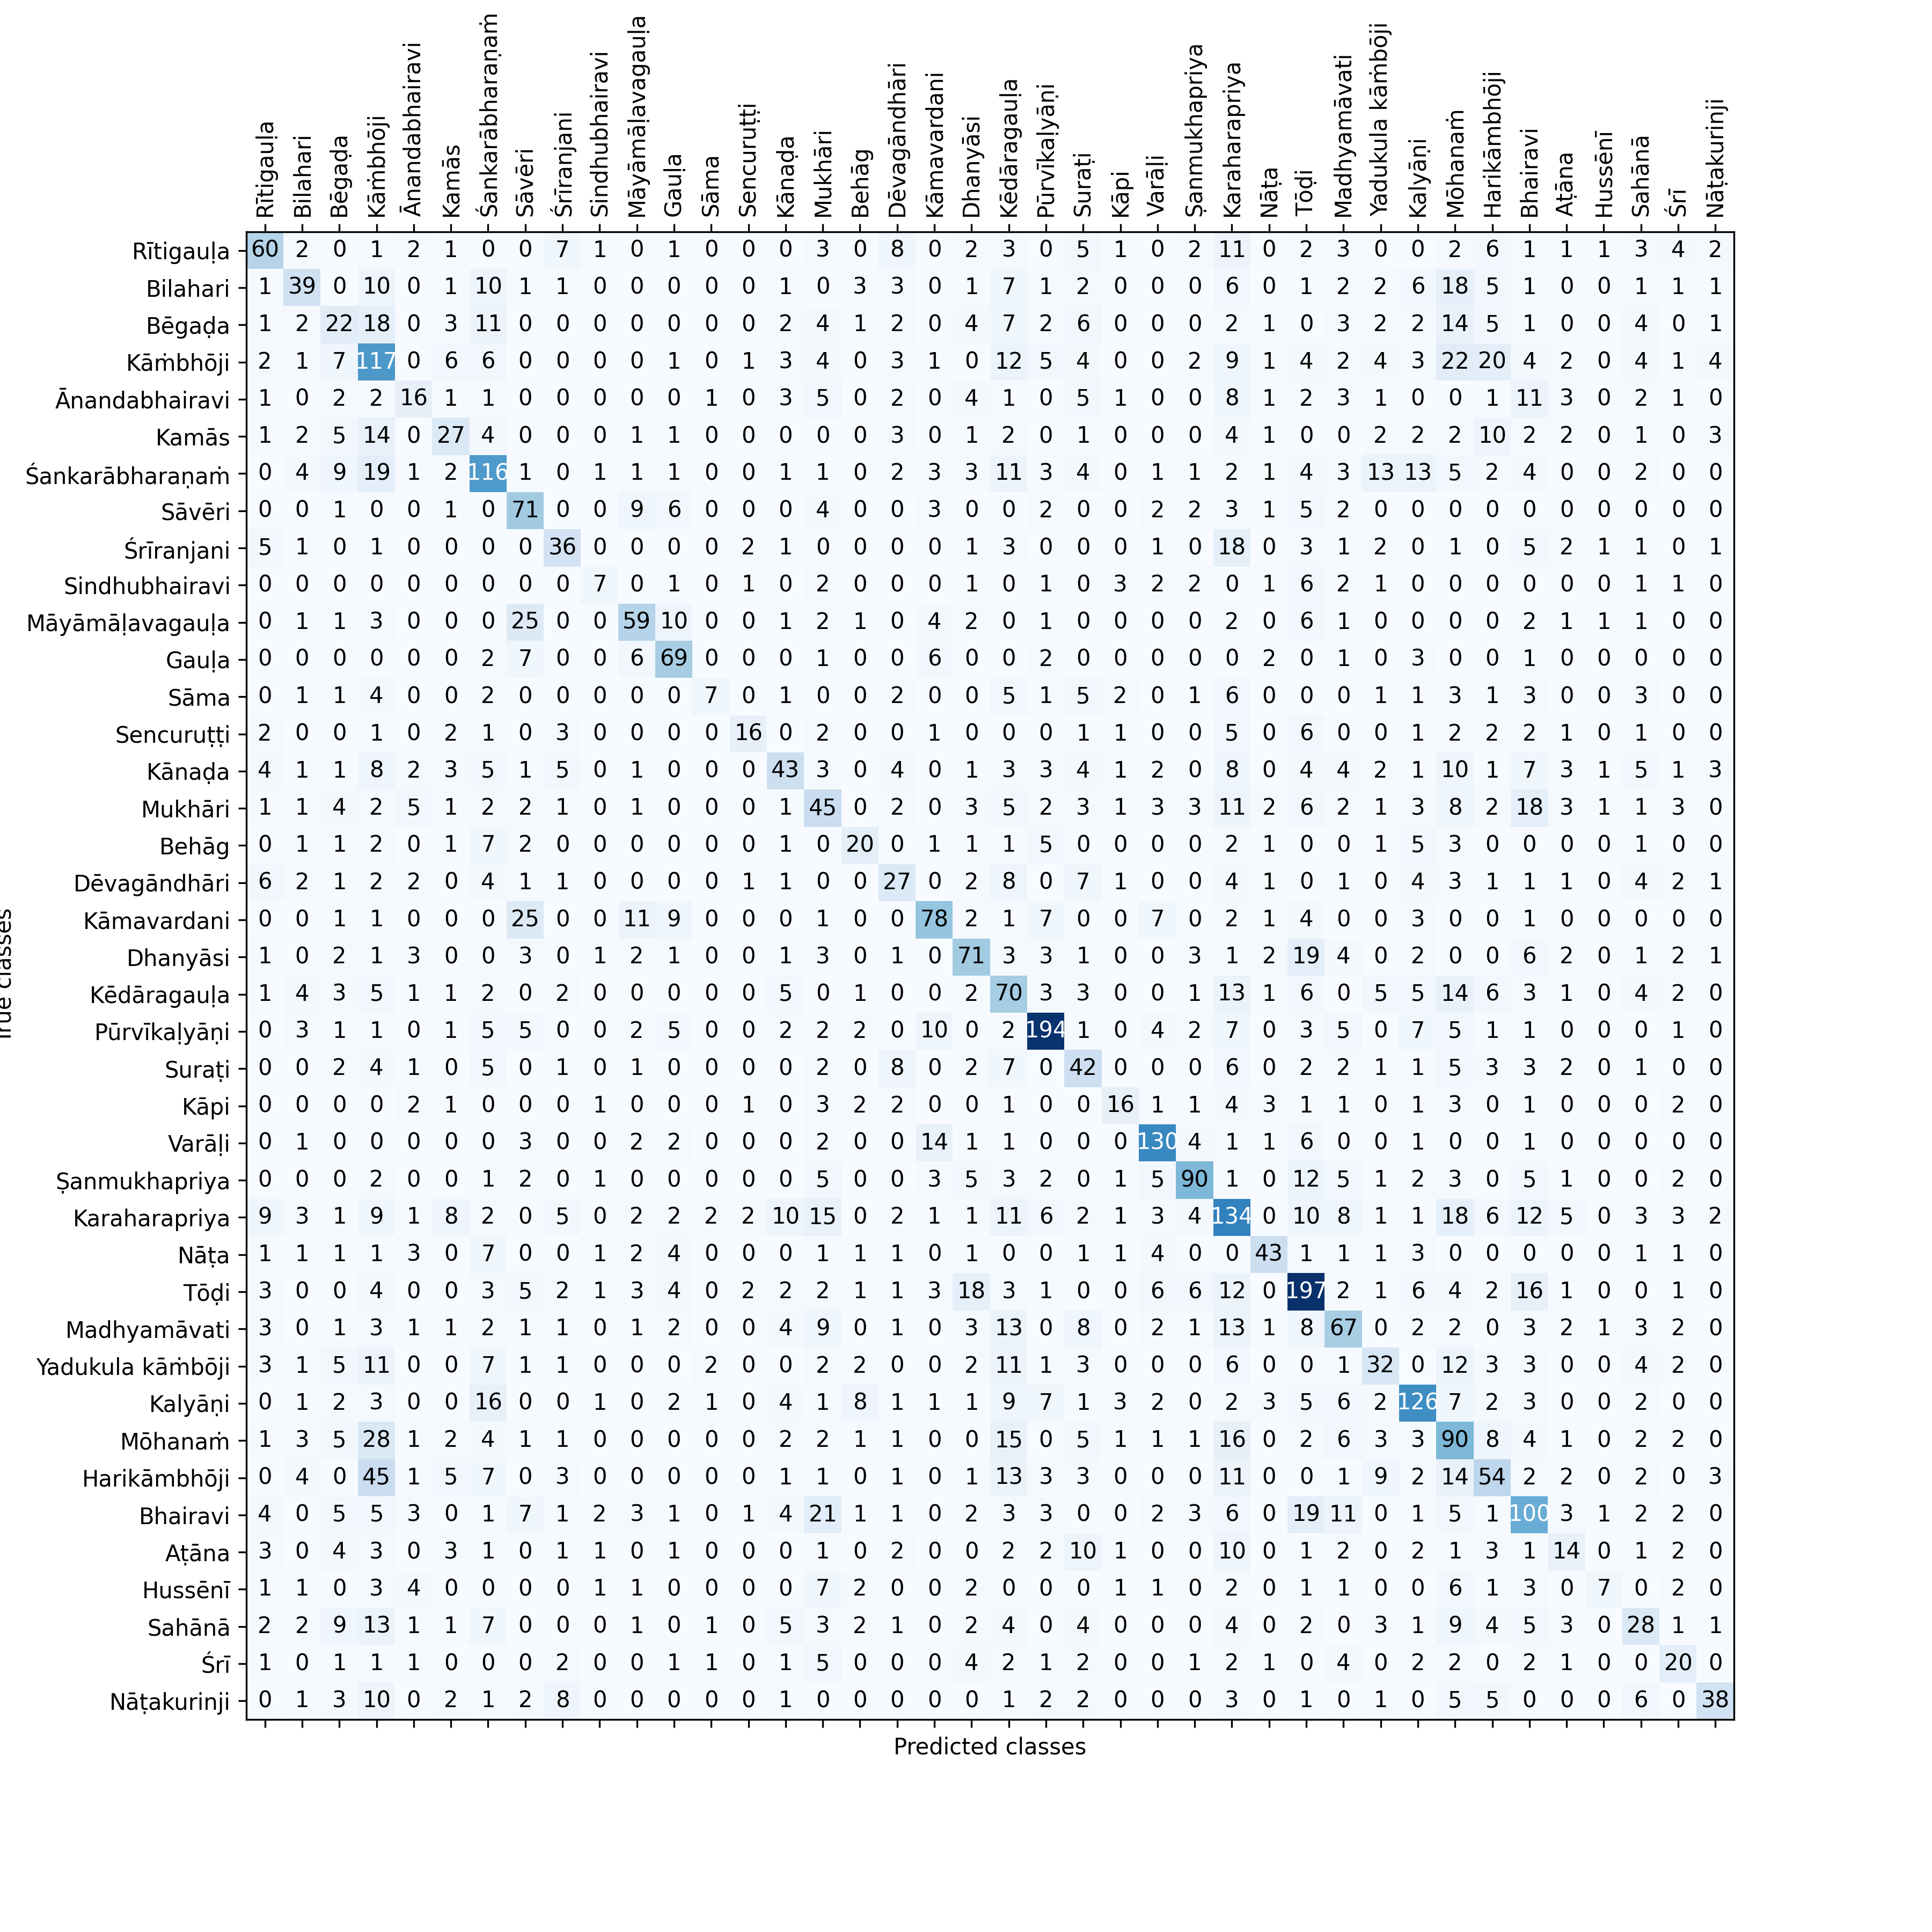 Rītigauḷa Bilahari Bēgaḍa Kāṁbhōji Ānandabhairavi Kamās Śankarābharaṇaṁ Sāvēri Śrīranjani Sindhubhairavi Māyāmāḷavagauḷa Gauḷa Sāma Sencuruṭṭi Kānaḍa Mukhāri Behāg Dēvagāndhāri Kāmavardani Dhanyāsi Kēdāragauḷa Pūrvīkaḷyāṇi Suraṭi Kāpi Varāḷi Ṣanmukhapriya Karaharapriya Nāṭa Tōḍi Madhyamāvati Yadukula kāṁbōji Kalyāṇi Mōhanaṁ Harikāmbhōji Bhairavi Aṭāna Hussēnī Sahānā Śrī Nāṭakurinji
Rītigauḷa 60 2 0 1 2 1 0 0 7 1 0 1 0 0 0 3 0 8 0 2 3 0 5 1 0 2 11 0 2 3 0 0 2 6 1 1 1 3 4 2
Bilahari 1 39 0 10 0 1 10 1 1 0 0 0 0 0 1 0 3 3 0 1 7 1 2 0 0 0 6 0 1 2 2 6 18 5 1 0 0 1 1 1
Bēgaḍa 1 2 22 18 0 3 11 0 0 0 0 0 0 0 2 4 1 2 0 4 7 2 6 0 0 0 2 1 0 3 2 2 14 5 1 0 0 4 0 1
Kāṁbhōji 2 1 7 117 0 6 6 0 0 0 0 1 0 1 3 4 0 3 1 0 12 5 4 0 0 2 9 1 4 2 4 3 22 20 4 2 0 4 1 4
Ānandabhairavi 1 0 2 2 16 1 1 0 0 0 0 0 1 0 3 5 0 2 0 4 1 0 5 1 0 0 8 1 2 3 1 0 0 1 11 3 0 2 1 0
Kamās 1 2 5 14 0 27 4 0 0 0 1 1 0 0 0 0 0 3 0 1 2 0 1 0 0 0 4 1 0 0 2 2 2 10 2 2 0 1 0 3
Śankarābharaṇaṁ 0 4 9 19 1 2 116 1 0 1 1 1 0 0 1 1 0 2 3 3 11 3 4 0 1 1 2 1 4 3 13 13 5 2 4 0 0 2 0 0
Sāvēri 0 0 1 0 0 1 0 71 0 0 9 6 0 0 0 4 0 0 3 0 0 2 0 0 2 2 3 1 5 2 0 0 0 0 0 0 0 0 0 0
Śrīranjani 5 1 0 1 0 0 0 0 36 0 0 0 0 2 1 0 0 0 0 1 3 0 0 0 1 0 18 0 3 1 2 0 1 0 5 2 1 1 0 1
Sindhubhairavi 0 0 0 0 0 0 0 0 0 7 0 1 0 1 0 2 0 0 0 1 0 1 0 3 2 2 0 1 6 2 1 0 0 0 0 0 0 1 1 0
Māyāmāḷavagauḷa 0 1 1 3 0 0 0 25 0 0 59 10 0 0 1 2 1 0 4 2 0 1 0 0 0 0 2 0 6 1 0 0 0 0 2 1 1 1 0 0
Gauḷa 0 0 0 0 0 0 2 7 0 0 6 69 0 0 0 1 0 0 6 0 0 2 0 0 0 0 0 2 0 1 0 3 0 0 1 0 0 0 0 0
Sāma 0 1 1 4 0 0 2 0 0 0 0 0 7 0 1 0 0 2 0 0 5 1 5 2 0 1 6 0 0 0 1 1 3 1 3 0 0 3 0 0
Sencuruṭṭi 2 0 0 1 0 2 1 0 3 0 0 0 0 16 0 2 0 0 1 0 0 0 1 1 0 0 5 0 6 0 0 1 2 2 2 1 0 1 0 0
Kānaḍa 4 1 1 8 2 3 5 1 5 0 1 0 0 0 43 3 0 4 0 1 3 3 4 1 2 0 8 0 4 4 2 1 10 1 7 3 1 5 1 3
Mukhāri 1 1 4 2 5 1 2 2 1 0 1 0 0 0 1 45 0 2 0 3 5 2 3 1 3 3 11 2 6 2 1 3 8 2 18 3 1 1 3 0
Behāg 0 1 1 2 0 1 7 2 0 0 0 0 0 0 1 0 20 0 1 1 1 5 0 0 0 0 2 1 0 0 1 5 3 0 0 0 0 1 0 0
Dēvagāndhāri 6 2 1 2 2 0 4 1 1 0 0 0 0 1 1 0 0 27 0 2 8 0 7 1 0 0 4 1 0 1 0 4 3 1 1 1 0 4 2 1
Kāmavardani 0 0 1 1 0 0 0 25 0 0 11 9 0 0 0 1 0 0 78 2 1 7 0 0 7 0 2 1 4 0 0 3 0 0 1 0 0 0 0 0
Dhanyāsi 1 0 2 1 3 0 0 3 0 1 2 1 0 0 1 3 0 1 0 71 3 3 1 0 0 3 1 2 19 4 0 2 0 0 6 2 0 1 2 1
Kēdāragauḷa 1 4 3 5 1 1 2 0 2 0 0 0 0 0 5 0 1 0 0 2 70 3 3 0 0 1 13 1 6 0 5 5 14 6 3 1 0 4 2 0
Pūrvīkaḷyāṇi 0 3 1 1 0 1 5 5 0 0 2 5 0 0 2 2 2 0 10 0 2 194 1 0 4 2 7 0 3 5 0 7 5 1 1 0 0 0 1 0
Suraṭi 0 0 2 4 1 0 5 0 1 0 1 0 0 0 0 2 0 8 0 2 7 0 42 0 0 0 6 0 2 2 1 1 5 3 3 2 0 1 0 0
Kāpi 0 0 0 0 2 1 0 0 0 1 0 0 0 1 0 3 2 2 0 0 1 0 0 16 1 1 4 3 1 1 0 1 3 0 1 0 0 0 2 0
Varāḷi 0 1 0 0 0 0 0 3 0 0 2 2 0 0 0 2 0 0 14 1 1 0 0 0 130 4 1 1 6 0 0 1 0 0 1 0 0 0 0 0
Ṣanmukhapriya 0 0 0 2 0 0 1 2 0 1 0 0 0 0 0 5 0 0 3 5 3 2 0 1 5 90 1 0 12 5 1 2 3 0 5 1 0 0 2 0
Karaharapriya 9 3 1 9 1 8 2 0 5 0 2 2 2 2 10 15 0 2 1 1 11 6 2 1 3 4 134 0 10 8 1 1 18 6 12 5 0 3 3 2
Nāṭa 1 1 1 1 3 0 7 0 0 1 2 4 0 0 0 1 1 1 0 1 0 0 1 1 4 0 0 43 1 1 1 3 0 0 0 0 0 1 1 0
Tōḍi 3 0 0 4 0 0 3 5 2 1 3 4 0 2 2 2 1 1 3 18 3 1 0 0 6 6 12 0 197 2 1 6 4 2 16 1 0 0 1 0
Madhyamāvati 3 0 1 3 1 1 2 1 1 0 1 2 0 0 4 9 0 1 0 3 13 0 8 0 2 1 13 1 8 67 0 2 2 0 3 2 1 3 2 0
Yadukula kāṁbōji 3 1 5 11 0 0 7 1 1 0 0 0 2 0 0 2 2 0 0 2 11 1 3 0 0 0 6 0 0 1 32 0 12 3 3 0 0 4 2 0
Kalyāṇi 0 1 2 3 0 0 16 0 0 1 0 2 1 0 4 1 8 1 1 1 9 7 1 3 2 0 2 3 5 6 2 126 7 2 3 0 0 2 0 0
Mōhanaṁ 1 3 5 28 1 2 4 1 1 0 0 0 0 0 2 2 1 1 0 0 15 0 5 1 1 1 16 0 2 6 3 3 90 8 4 1 0 2 2 0
Harikāmbhōji 0 4 0 45 1 5 7 0 3 0 0 0 0 0 1 1 0 1 0 1 13 3 3 0 0 0 11 0 0 1 9 2 14 54 2 2 0 2 0 3
Bhairavi 4 0 5 5 3 0 1 7 1 2 3 1 0 1 4 21 1 1 0 2 3 3 0 0 2 3 6 0 19 11 0 1 5 1 100 3 1 2 2 0
Aṭāna 3 0 4 3 0 3 1 0 1 1 0 1 0 0 0 1 0 2 0 0 2 2 10 1 0 0 10 0 1 2 0 2 1 3 1 14 0 1 2 0
Hussēnī 1 1 0 3 4 0 0 0 0 1 1 0 0 0 0 7 2 0 0 2 0 0 0 1 1 0 2 0 1 1 0 0 6 1 3 0 7 0 2 0
Sahānā 2 2 9 13 1 1 7 0 0 0 1 0 1 0 5 3 2 1 0 2 4 0 4 0 0 0 4 0 2 0 3 1 9 4 5 3 0 28 1 1
Śrī 1 0 1 1 1 0 0 0 2 0 0 1 1 0 1 5 0 0 0 4 2 1 2 0 0 1 2 1 0 4 0 2 2 0 2 1 0 0 20 0
Nāṭakurinji 0 1 3 10 0 2 1 2 8 0 0 0 0 0 1 0 0 0 0 0 1 2 2 0 0 0 3 0 1 0 1 0 5 5 0 0 0 6 0 38
Predicted classes